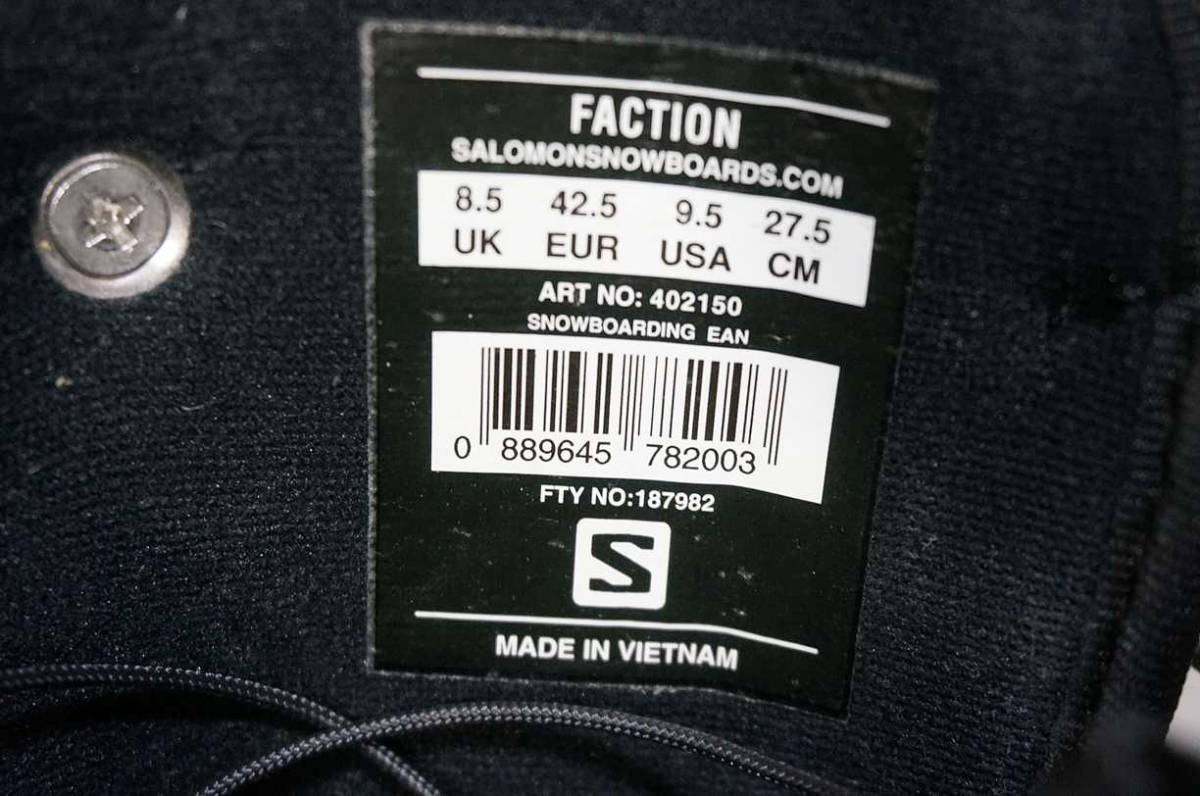 FACTION
SALOMONSNOWBOARDS.COM
8.5 42.5 9.5 27.5
UK EUR USA CM
ART NO: 402150
SNOWBOARDING EAN
0 889645 782003
FTY NO:187982
S
MADE IN VIETNAM